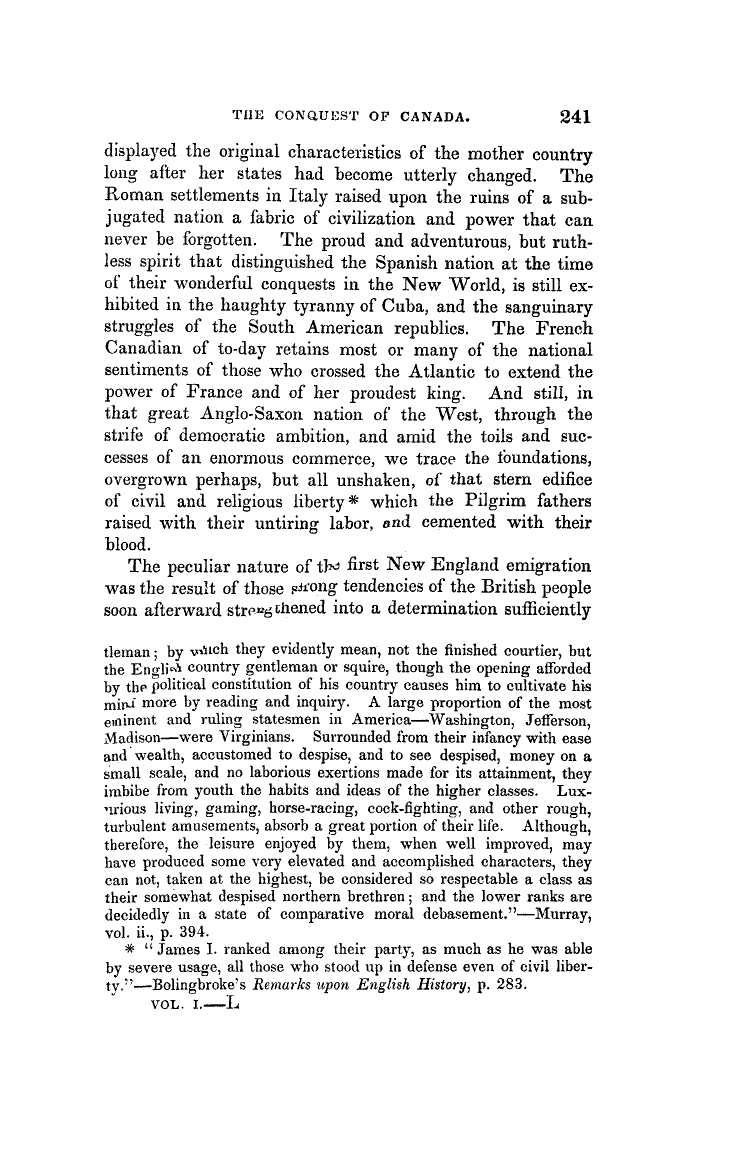 THE CONQUEST OF CANADA. 241
displayed the original characteristics of the mother country
long after her states had become utterly changed. The
Roman settlements in Italy raised upon the ruins of a sub-
jugated nation a fabric of civilization and power that can
never be forgotten. The proud and adventurous, but ruth-
less spirit that distinguished the Spanish nation at the time
of their wonderful conquests in the New World, is still ex-
hibited in the haughty tyranny of Cuba, and the sanguinary
struggles of the South American republics. The French
Canadian of to-day retains most or many of the national
sentiments of those who crossed the Atlantic to extend the
power of France and of her proudest king. And still, in
that great Anglo-Saxon nation of the West, through the
strife of democratic ambition, and amid the toils and suc-
cesses of an enormous commerce, we trace the foundations,
overgrown perhaps, but all unshaken, of that stern edifice
of civil and religious liberty* which the Pilgrim fathers
raised with their untiring labor, and cemented with their
blood.
The peculiar nature of the first New England emigration
was the result of those strong tendencies of the British people
soon afterward strengthened into a determination sufficiently
tleman; by which they evidently mean, not the finished courtier, but
the English country gentleman or squire, though the opening afforded
by the political constitution of his country causes him to cultivate his
mind more by reading and inquiry. A large proportion of the most
eminent and ruling statesmen in America—Washington, Jefferson,
Madison—were Virginians. Surrounded from their infancy with ease
and wealth, accustomed to despise, and to see despised, money on a
small scale, and no laborious exertions made for its attainment, they
imbibe from youth the habits and ideas of the higher classes. Lux-
urious living, gaming, horse-racing, cock-fighting, and other rough,
turbulent amusements, absorb a great portion of their life. Although,
therefore, the leisure enjoyed by them, when well improved, may
have produced some very elevated and accomplished characters, they
can not, taken at the highest, be considered so respectable a class as
their somewhat despised northern brethren; and the lower ranks are
decidedly in a state of comparative moral debasement."—Murray,
vol. ii., p. 394.
* "James I. ranked among their party, as much as he was able
by severe usage, all those who stood up in defense even of civil liber-
ty."—Bolingbroke's Remarks upon English History, p. 283.
VOL. I.—L